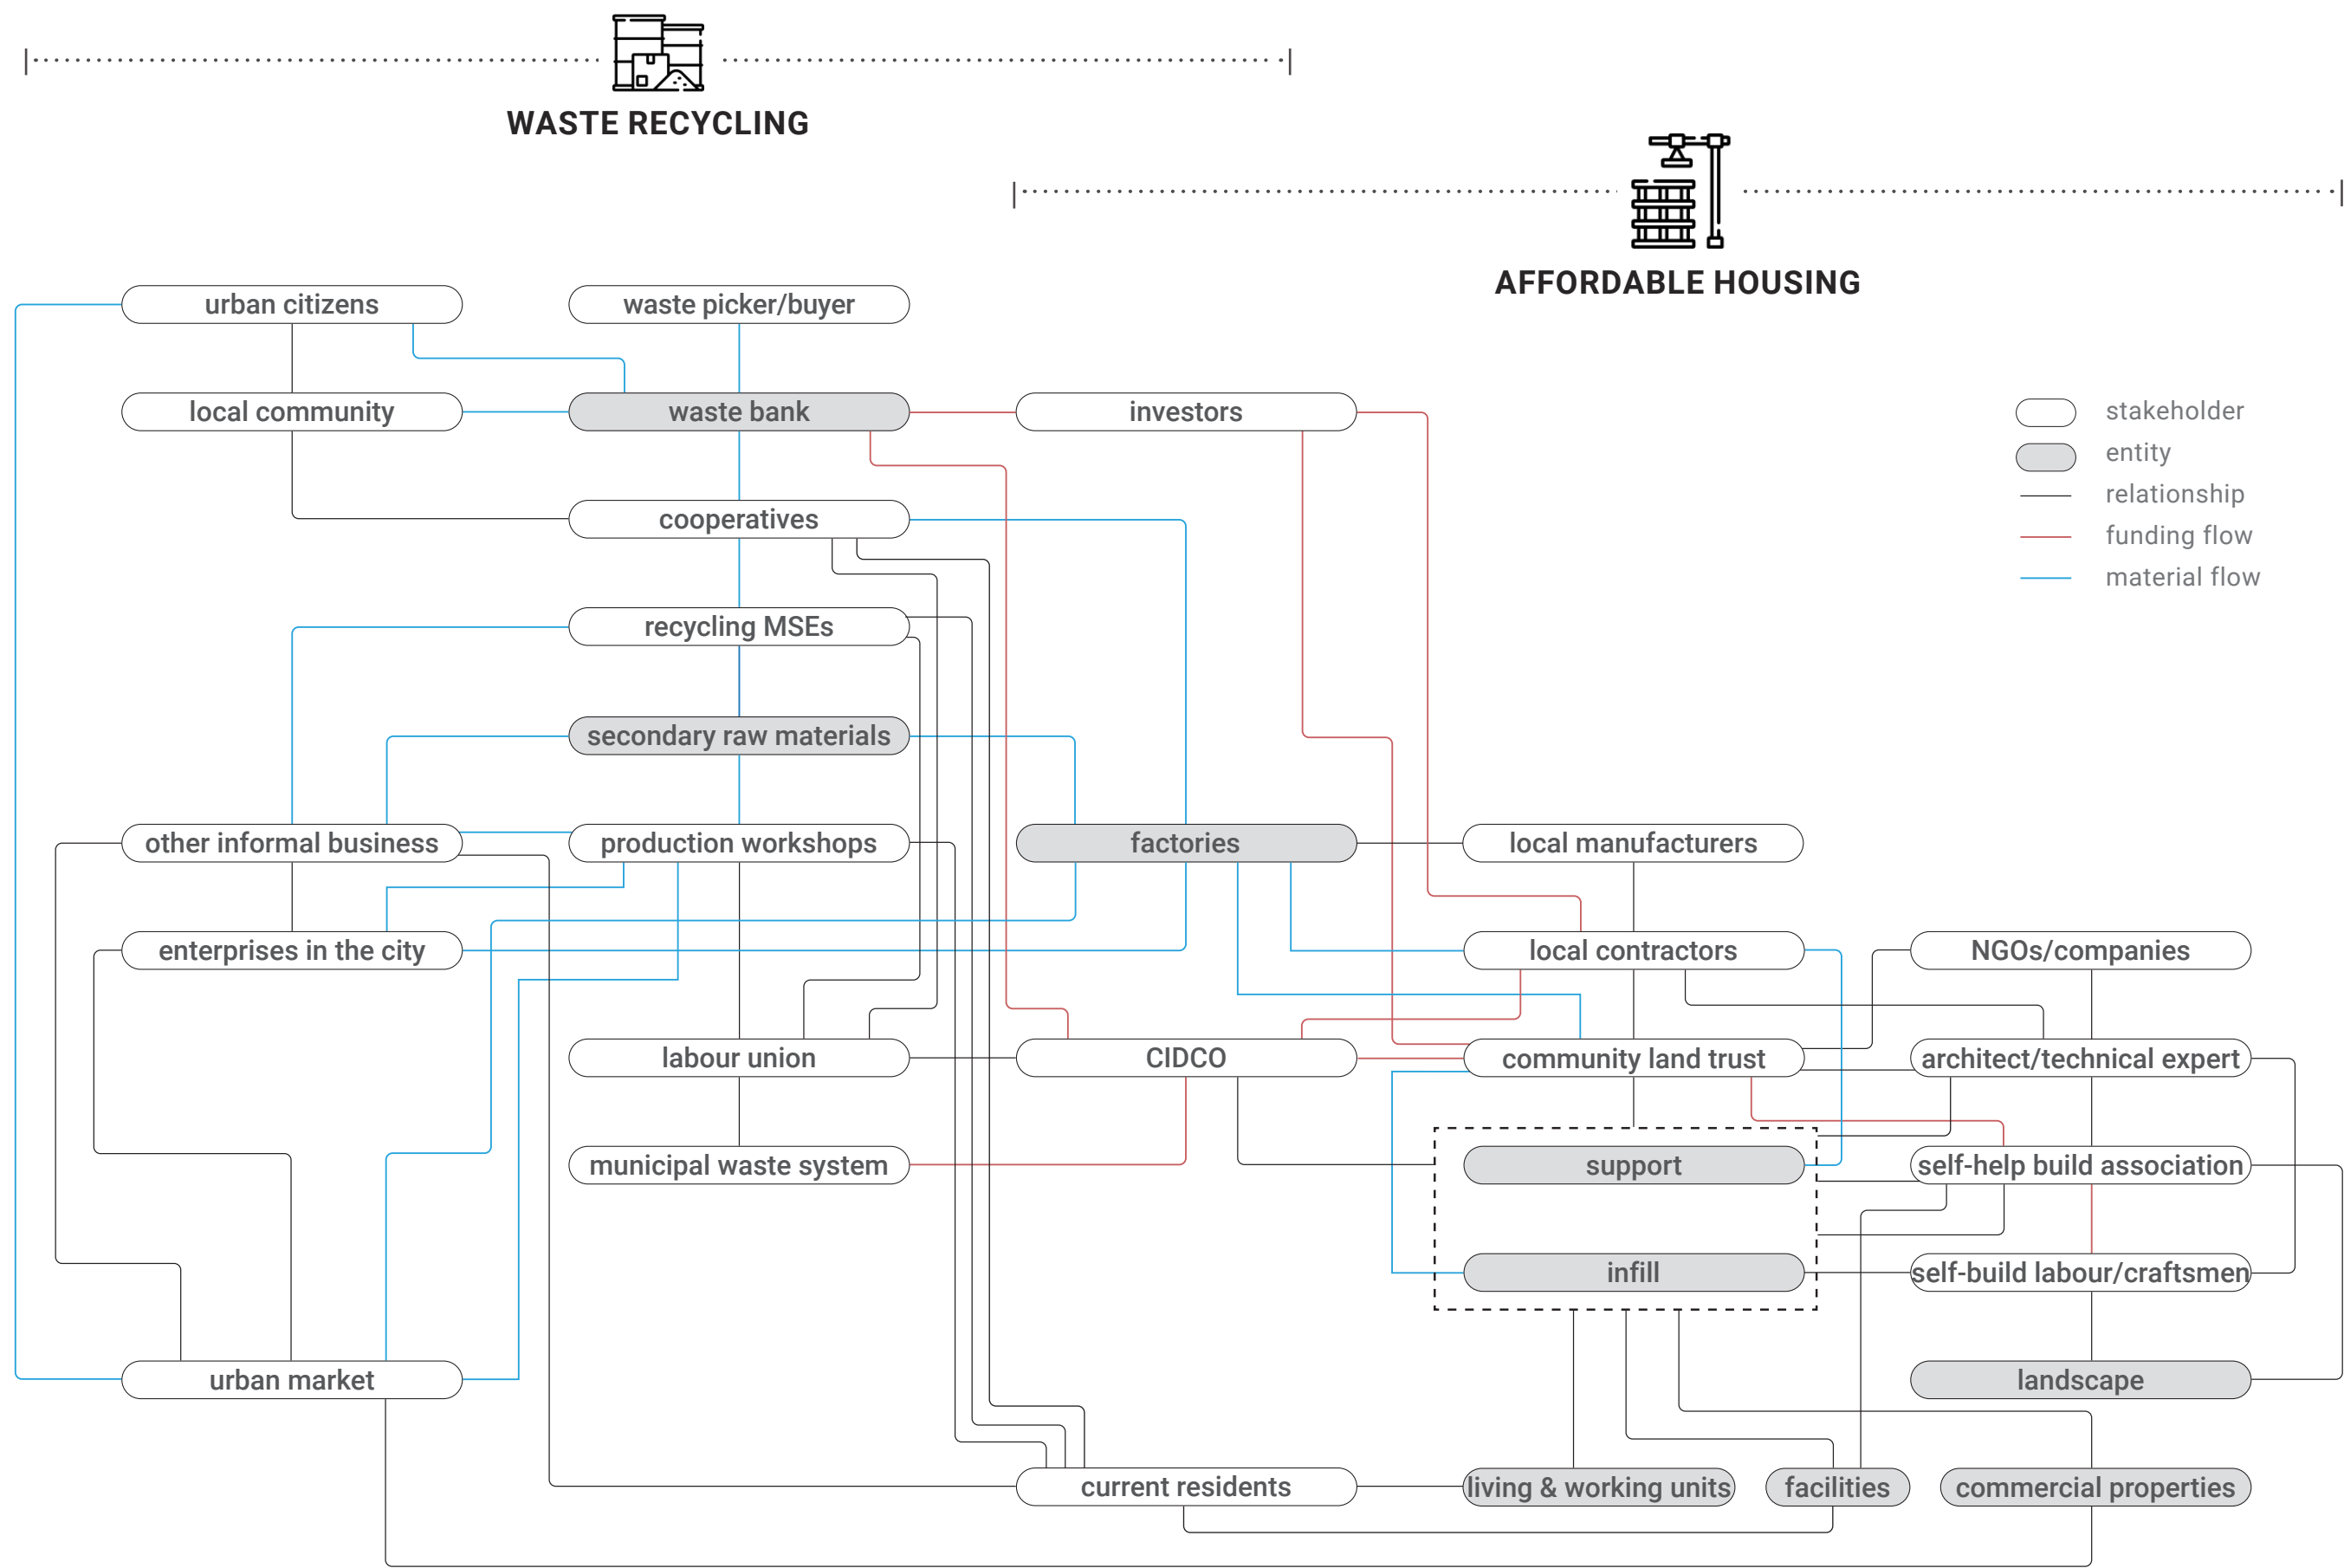 WASTE RECYCLING
AFFORDABLE HOUSING
urban citizens
waste picker/buyer
local community
waste bank
investors
stakeholder
entity
relationship
funding flow
material flow
cooperatives
recycling MSEs
secondary raw materials
other informal business
production workshops
factories
local manufacturers
enterprises in the city
local contractors
NGOs/companies
labour union
CIDCO
community land trust
architect/technical expert
municipal waste system
support
self-help build association
infill
self-build labour/craftsmen
urban market
landscape
current residents
living & working units
facilities
commercial properties